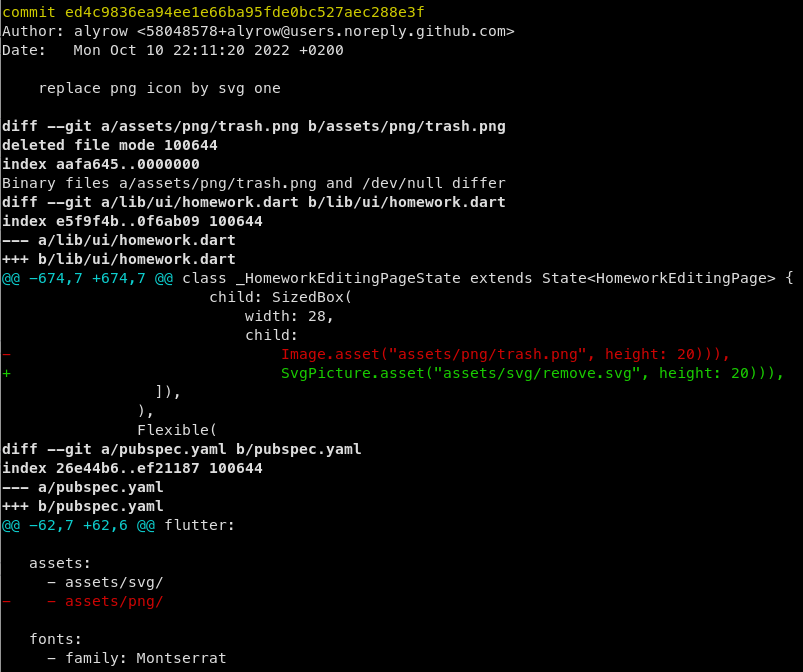 commit ed4c9836ea94ee1e66ba95fde0bc527aec288e3f
Author: alyrow <58048578+alyrow@users.noreply.github.com>
Date:   Mon Oct 10 22:11:20 2022 +0200

    replace png icon by svg one

diff --git a/assets/png/trash.png b/assets/png/trash.png
deleted file mode 100644
index aafa645..0000000
Binary files a/assets/png/trash.png and /dev/null differ
diff --git a/lib/ui/homework.dart b/lib/ui/homework.dart
index e5f9f4b..0f6ab09 100644
--- a/lib/ui/homework.dart
+++ b/lib/ui/homework.dart
@@ -674,7 +674,7 @@ class _HomeworkEditingPageState extends State<HomeworkEditingPage> {
                       child: SizedBox(
                           width: 28,
                           child:
-                              Image.asset("assets/png/trash.png", height: 20))),
+                              SvgPicture.asset("assets/svg/remove.svg", height: 20))),
                 ]),
               ),
               Flexible(
diff --git a/pubspec.yaml b/pubspec.yaml
index 26e44b6..ef21187 100644
--- a/pubspec.yaml
+++ b/pubspec.yaml
@@ -62,7 +62,6 @@ flutter:

   assets:
     - assets/svg/
-    - assets/png/

   fonts:
     - family: Montserrat